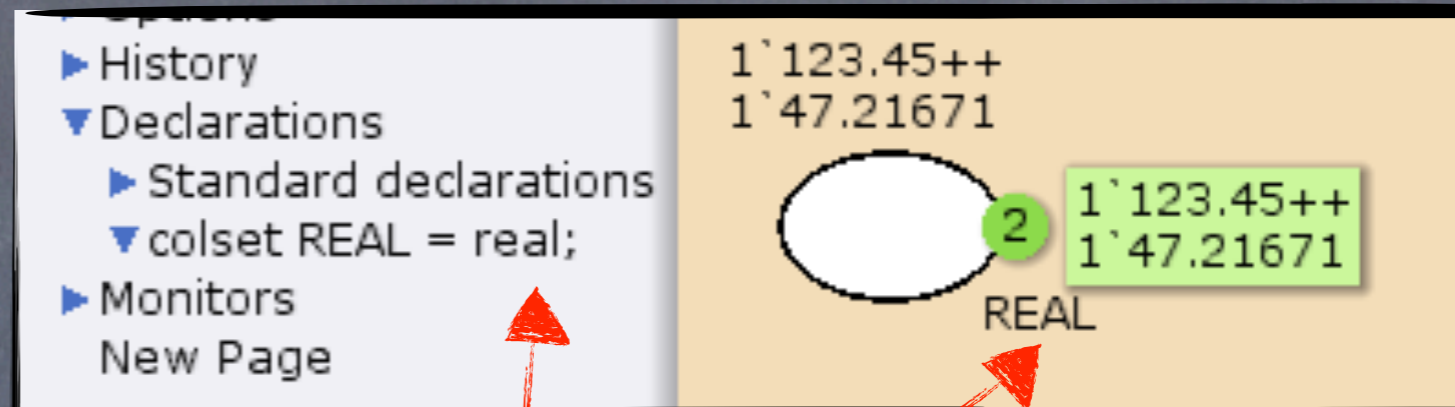 Options
History
Declarations
Standard declarations
colset REAL = real;
Monitors
New Page
1`123.45++
1`47.21671
2
1`123.45++
1`47.21671
REAL